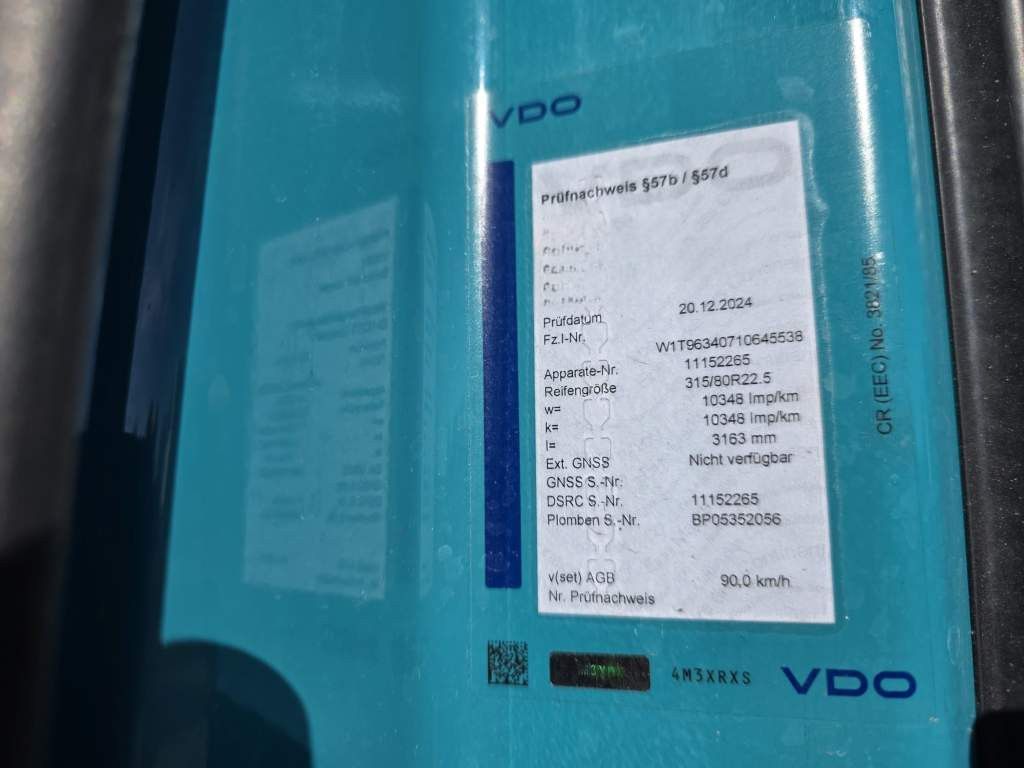 VDO
Prüfnachweis §57b / §57d
Prüfdatum 20.12.2024
Fz.I-Nr. W1T96340710645538
Apparate-Nr. 11152265
Reifengröße 315/80R22.5
w= 10348 Imp/km
k= 10348 Imp/km
l= 3163 mm
Ext. GNSS Nicht verfügbar
GNSS S.-Nr.
DSRC S.-Nr. 11152265
Plomben S.-Nr. BP05352056
v(set) AGB 90,0 km/h
Nr. Prüfnachweis
CR (EEC) No. 3821/85
4M3XRXS
VDO